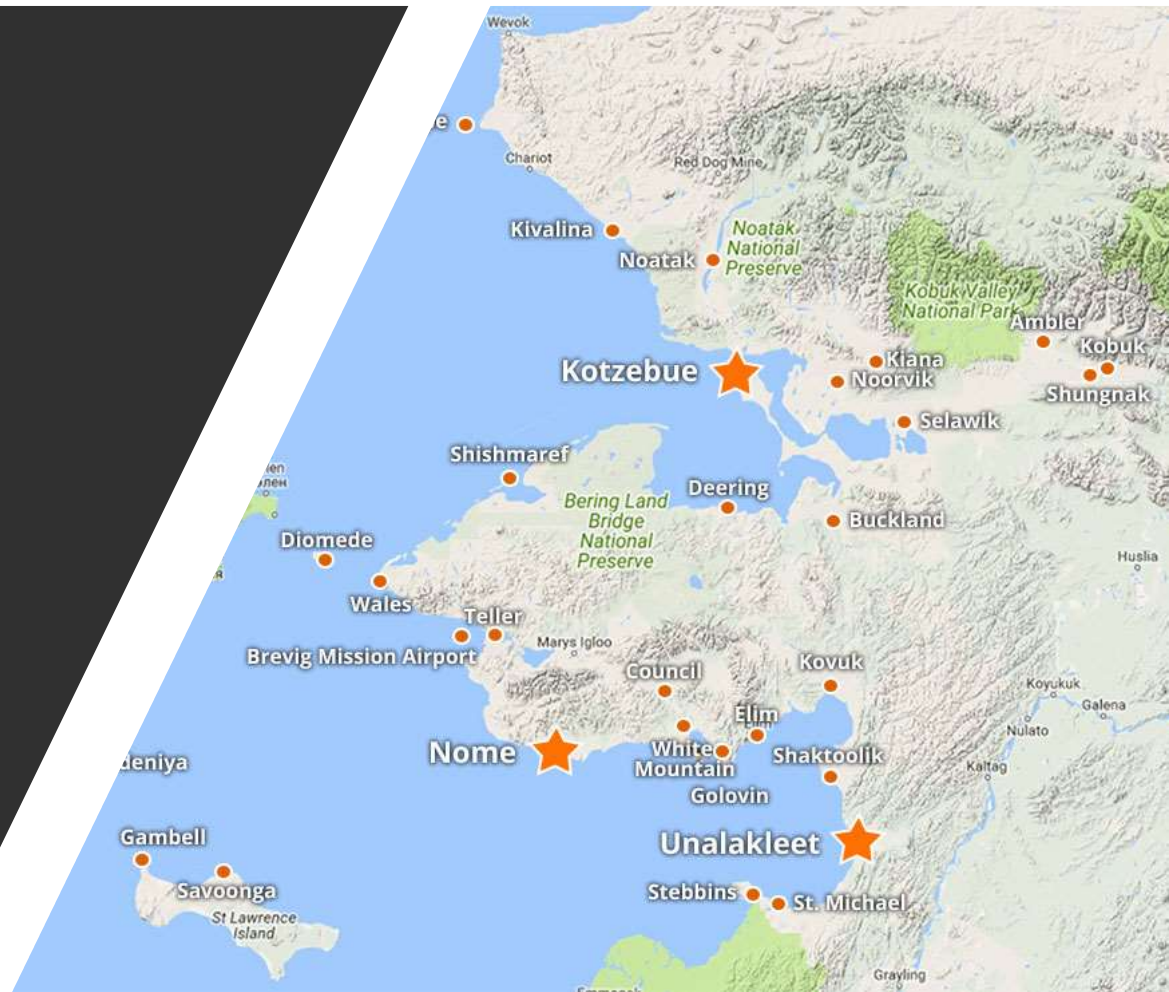 Wevok
Chariot
Red Dog Mine
Kivalina
Noatak
National
Preserve
Noatak
Kobuk Valley
National Park
Ambler
Kobuk
Kiana
Noorvik
Shungnak
Kotzebue
Selawik
Shishmaref
Deering
Bering Land
Bridge
National
Preserve
Buckland
Diomede
Huslia
Wales
Teller
Marys Igloo
Brevig Mission Airport
Council
Kovuk
Koyukuk
Galena
Elim
Nulato
Nome
White
Mountain
Shaktoolik
Kaltag
Golovin
Gambell
Unalakleet
Savoonga
Stebbins
St. Michael
St Lawrence
Island
Grayling